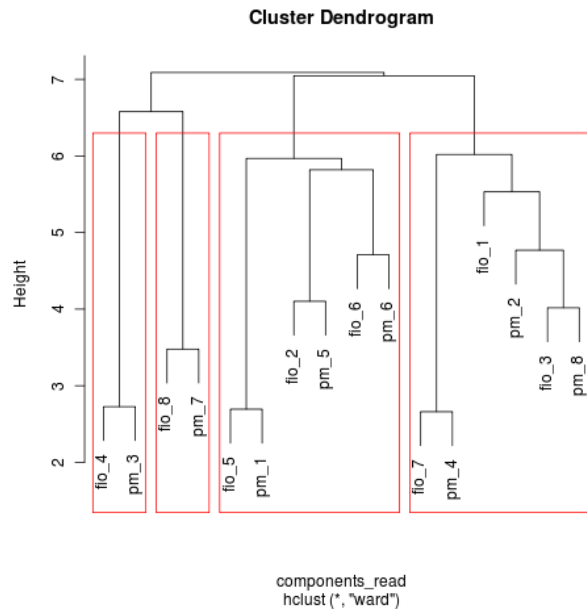 Cluster Dendrogram
Height
7
6
5
4
3
2
fio_4
pm_3
fio_8
pm_7
fio_5
pm_1
fio_2
pm_5
fio_6
pm_6
fio_7
pm_4
fio_1
pm_2
fio_3
pm_8
components_read
hclust (*, "ward")